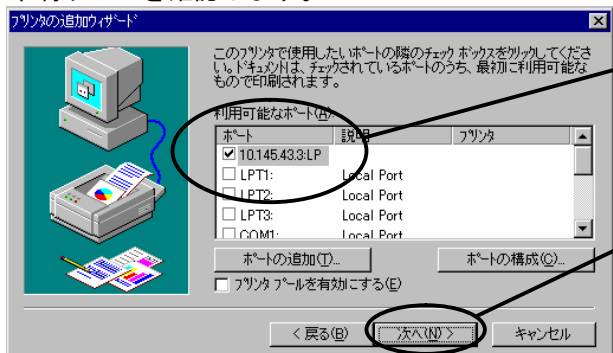 プリンタの追加ウィザード
このプリンタで使用したいポートの隣のチェック ボックスをクリックしてくださ
い。ドキュメントは、チェックされているポートのうち、最初に利用可能な
もので印刷されます。
利用可能なポート(A):
ポート 説明 プリンタ
10.145.43.3:LP
LPT1: Local Port
LPT2: Local Port
LPT3: Local Port
COM1: Local Port
ポートの追加(T)... ポートの構成(C)...
プリンタ プールを有効にする(E)
< 戻る(B) 次へ(N) > キャンセル